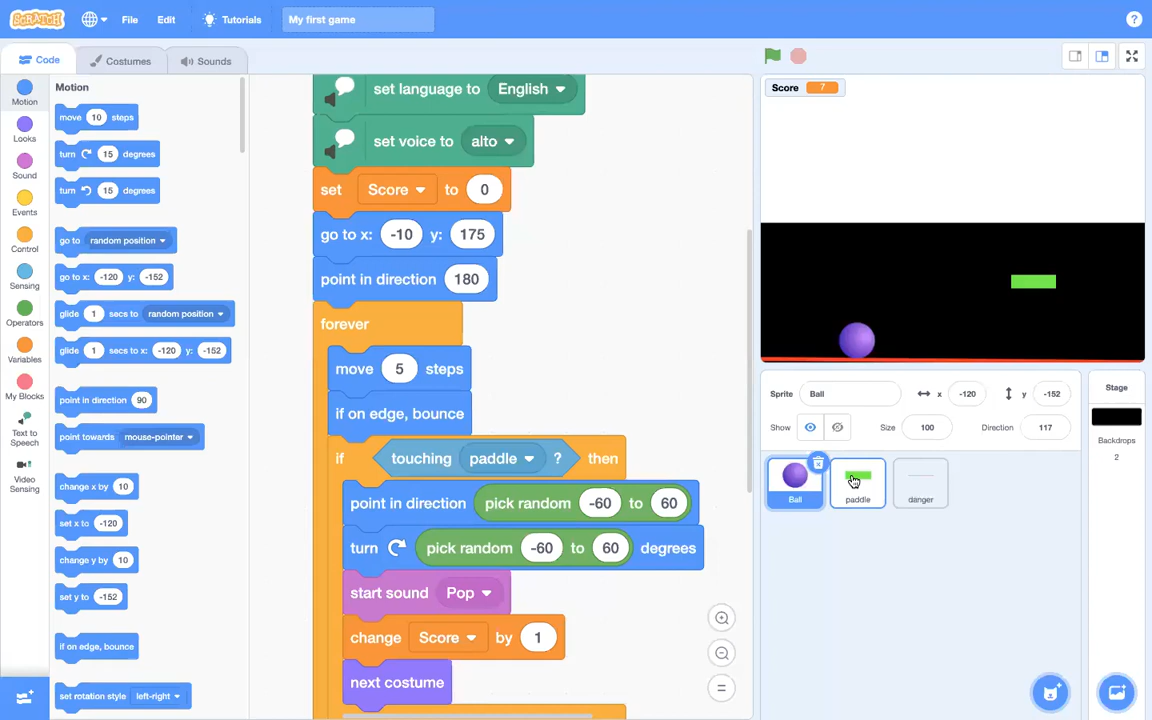 SCRATCH
File
Edit
Tutorials
My first game
?
Code
Costumes
Sounds
Motion
Looks
Sound
Events
Control
Sensing
Operators
Variables
My Blocks
Text to
Speech
Video
Sensing
Motion
move 10 steps
turn 15 degrees
turn 15 degrees
go to random position
go to x: -120 y: -152
glide 1 secs to random position
glide 1 secs to x: -120 y: -152
point in direction 90
point towards mouse-pointer
change x by 10
set x to -120
change y by 10
set y to -152
if on edge, bounce
set rotation style left-right
set language to English
set voice to alto
set Score to 0
go to x: -10 y: 175
point in direction 180
forever
move 5 steps
if on edge, bounce
if touching paddle ? then
point in direction pick random -60 to 60
turn pick random -60 to 60 degrees
start sound Pop
change Score by 1
next costume
Score 7
Sprite Ball x -120 y -152
Show Size 100 Direction 117
Ball
paddle
danger
Stage
Backdrops
2